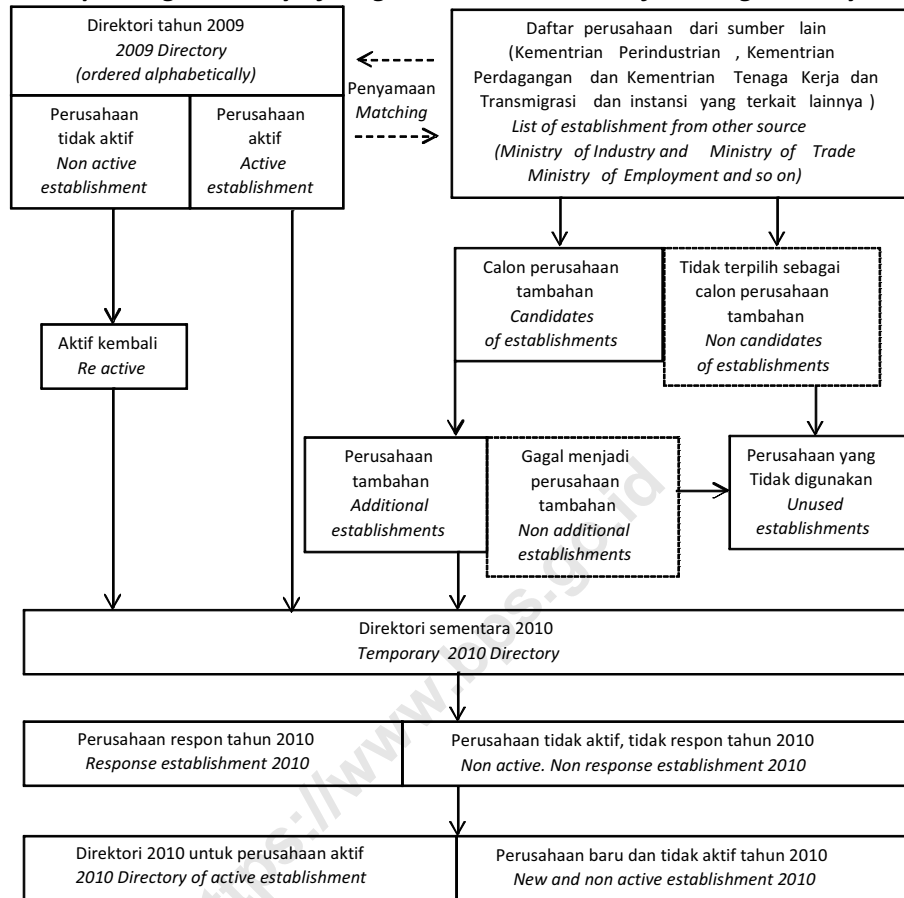 Direktori tahun 2009
2009 Directory
(ordered alphabetically)
Perusahaan
tidak aktif
Non active
establishment
Perusahaan
aktif
Active
establishment
Penyamaan
Matching
Daftar perusahaan dari sumber lain
(Kementrian Perindustrian , Kementrian
Perdagangan dan Kementrian Tenaga Kerja dan
Transmigrasi dan instansi yang terkait lainnya )
List of establishment from other source
(Ministry of Industry and Ministry of Trade
Ministry of Employment and so on)
Calon perusahaan
tambahan
Candidates
of establishments
Tidak terpilih sebagai
calon perusahaan
tambahan
Non candidates
of establishments
Aktif kembali
Re active
Perusahaan
tambahan
Additional
establishments
Gagal menjadi
perusahaan
tambahan
Non additional
establishments
Perusahaan yang
Tidak digunakan
Unused
establishments
Direktori sementara 2010
Temporary 2010 Directory
Perusahaan respon tahun 2010
Response establishment 2010
Perusahaan tidak aktif, tidak respon tahun 2010
Non active. Non response establishment 2010
Direktori 2010 untuk perusahaan aktif
2010 Directory of active establishment
Perusahaan baru dan tidak aktif tahun 2010
New and non active establishment 2010
https://www.bps.go.id